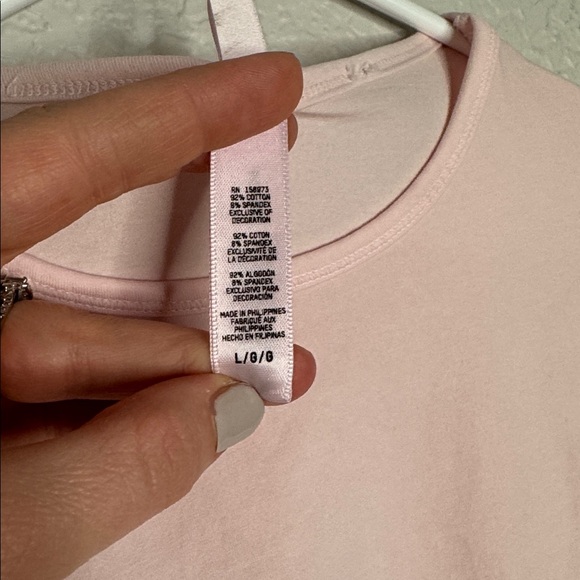 RN 158973
92% COTTON
8% SPANDEX
EXCLUSIVE OF
DECORATION
92% COTON
8% SPANDEX
EXCLUSIVITÉ DE
LA DÉCORATION
92% ALGODÓN
8% SPANDEX
EXCLUSIVO PARA
DECORACIÓN
MADE IN PHILIPPINES
FABRIQUÉ AUX
PHILIPPINES
HECHO EN FILIPINAS
L/G/G